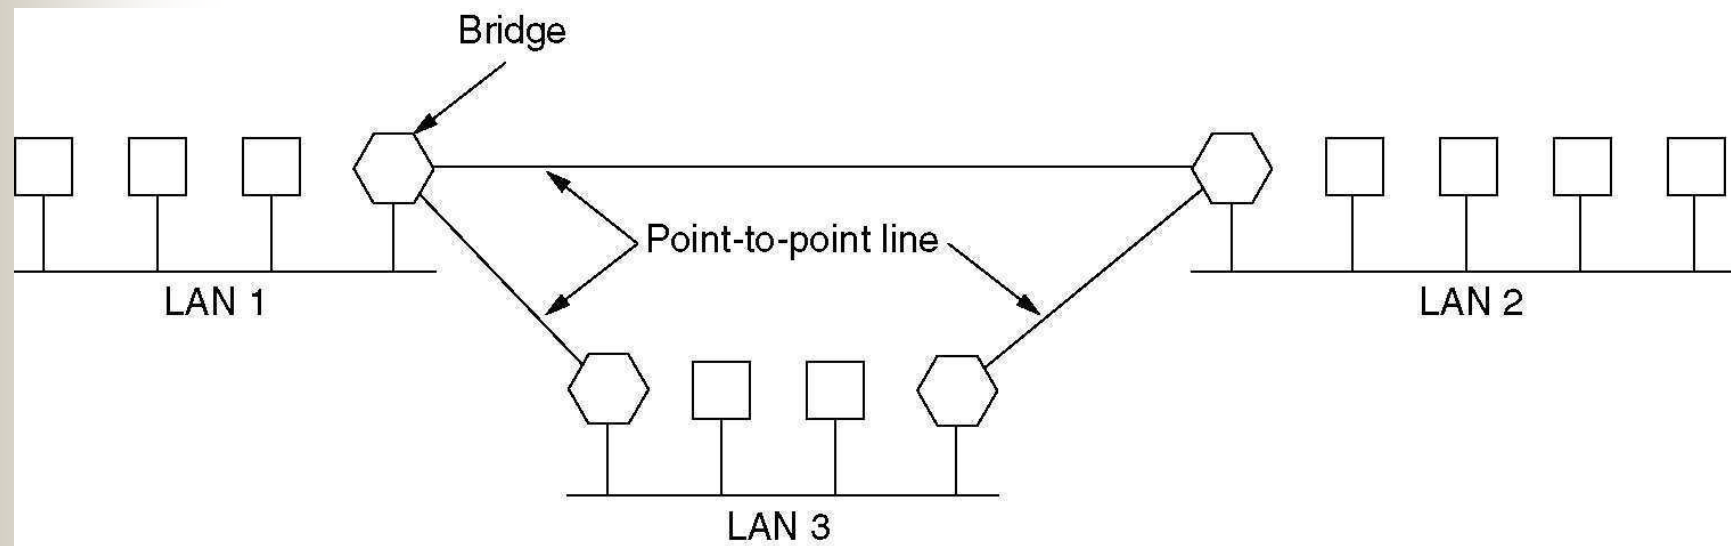 Bridge
Point-to-point line
LAN 1
LAN 2
LAN 3